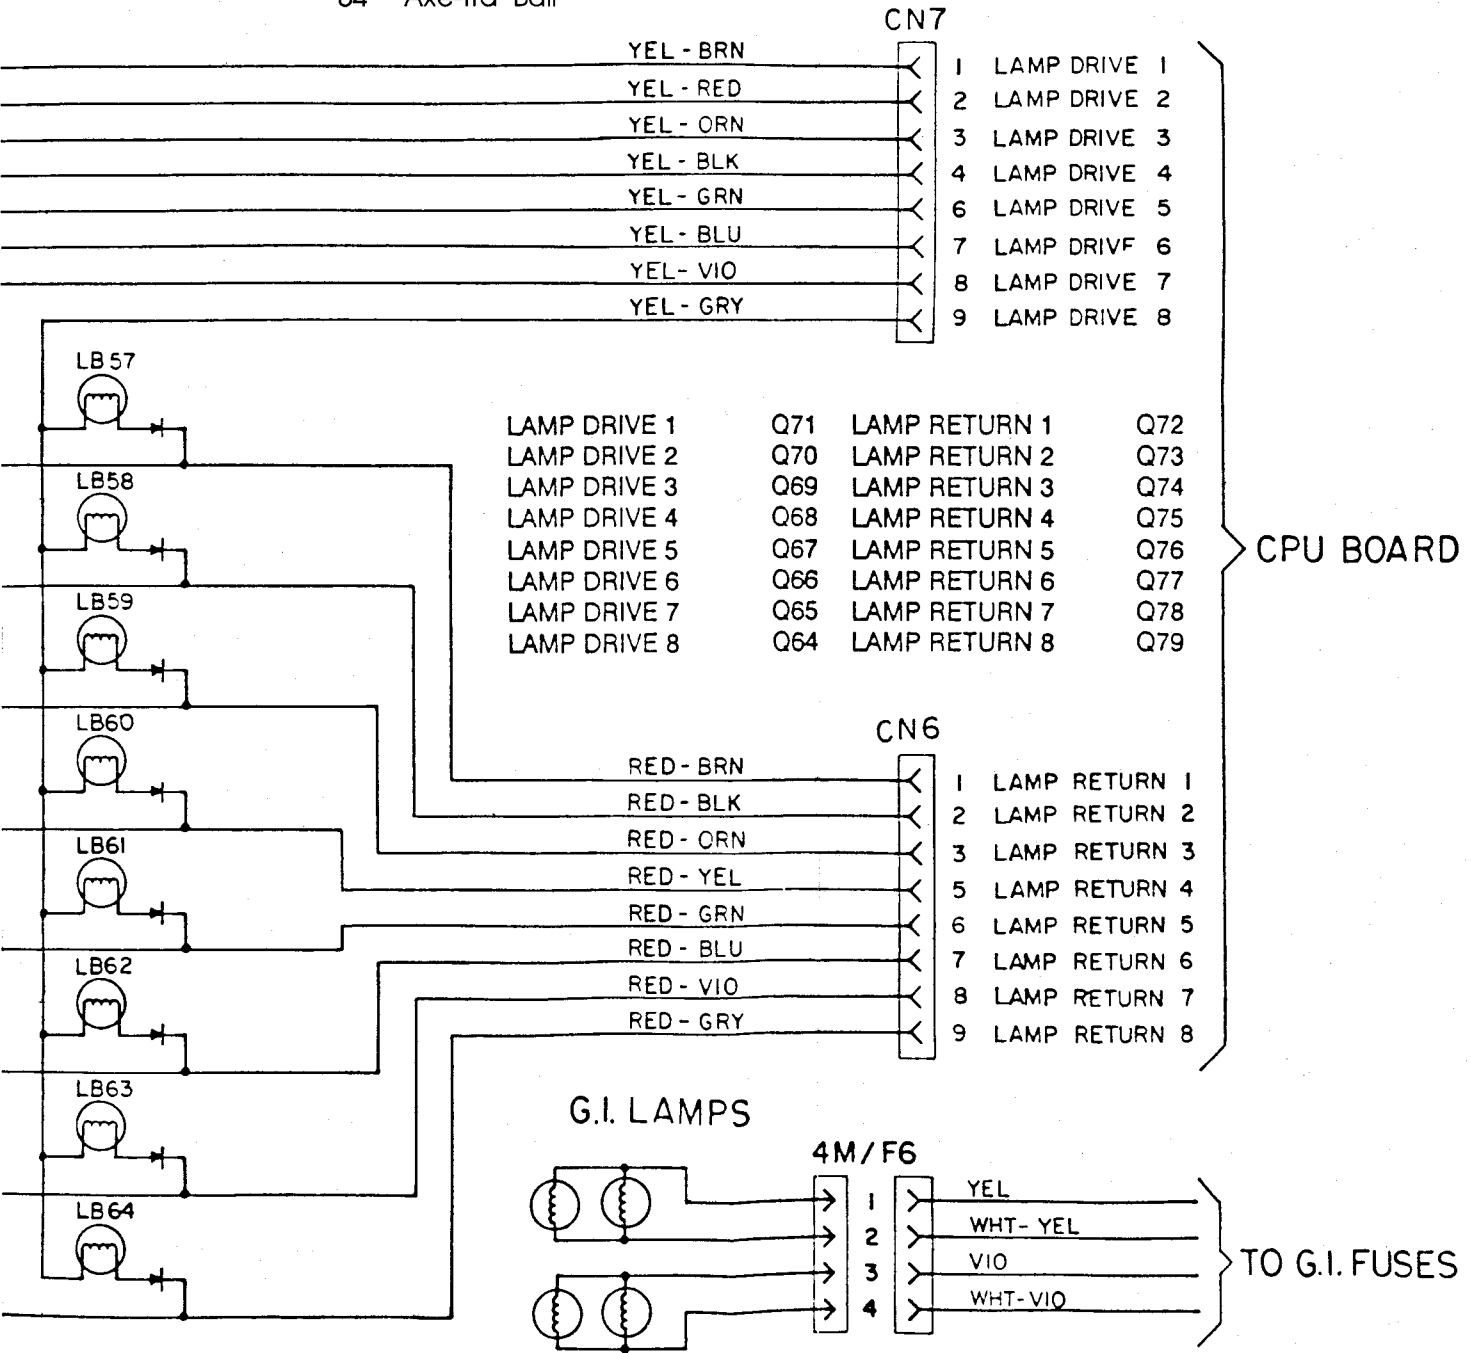 CN7
YEL - BRN 1 LAMP DRIVE 1
YEL - RED 2 LAMP DRIVE 2
YEL - ORN 3 LAMP DRIVE 3
YEL - BLK 4 LAMP DRIVE 4
YEL - GRN 6 LAMP DRIVE 5
YEL - BLU 7 LAMP DRIVE 6
YEL - VIO 8 LAMP DRIVE 7
YEL - GRY 9 LAMP DRIVE 8
LB57
LB58
LB59
LB60
LB61
LB62
LB63
LB64
LAMP DRIVE 1 Q71 LAMP RETURN 1 Q72
LAMP DRIVE 2 Q70 LAMP RETURN 2 Q73
LAMP DRIVE 3 Q69 LAMP RETURN 3 Q74
LAMP DRIVE 4 Q68 LAMP RETURN 4 Q75
LAMP DRIVE 5 Q67 LAMP RETURN 5 Q76
LAMP DRIVE 6 Q66 LAMP RETURN 6 Q77
LAMP DRIVE 7 Q65 LAMP RETURN 7 Q78
LAMP DRIVE 8 Q64 LAMP RETURN 8 Q79
CPU BOARD
CN6
RED - BRN 1 LAMP RETURN 1
RED - BLK 2 LAMP RETURN 2
RED - ORN 3 LAMP RETURN 3
RED - YEL 5 LAMP RETURN 4
RED - GRN 6 LAMP RETURN 5
RED - BLU 7 LAMP RETURN 6
RED - VIO 8 LAMP RETURN 7
RED - GRY 9 LAMP RETURN 8
G.I. LAMPS
4M/F6
1 YEL
2 WHT - YEL
3 VIO
4 WHT-VIO
TO G.I. FUSES